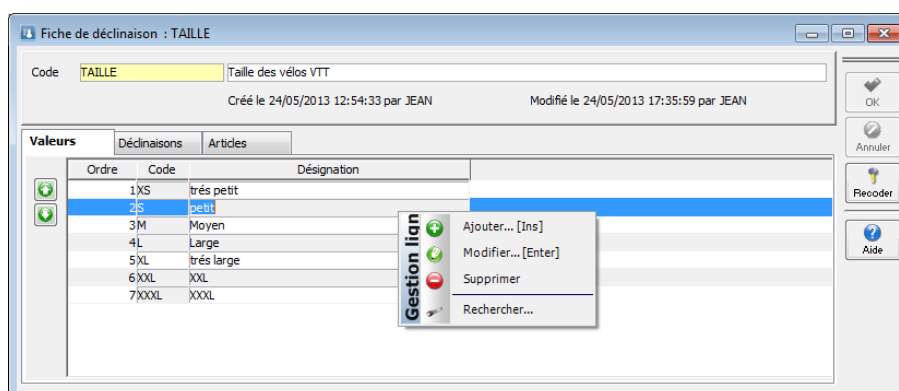 Fiche de déclinaison : TAILLE
Code TAILLE Taille des vélos VTT
Créé le 24/05/2013 12:54:33 par JEAN Modifié le 24/05/2013 17:35:59 par JEAN
OK
Annuler
Recoder
Aide
Valeurs Déclinaisons Articles
Ordre Code Désignation
1 XS trés petit
2 S petit
3 M Moyen
4 L Large
5 XL trés large
6 XXL XXL
7 XXXL XXXL
Gestion lign
Ajouter... [Ins]
Modifier... [Enter]
Supprimer
Rechercher...